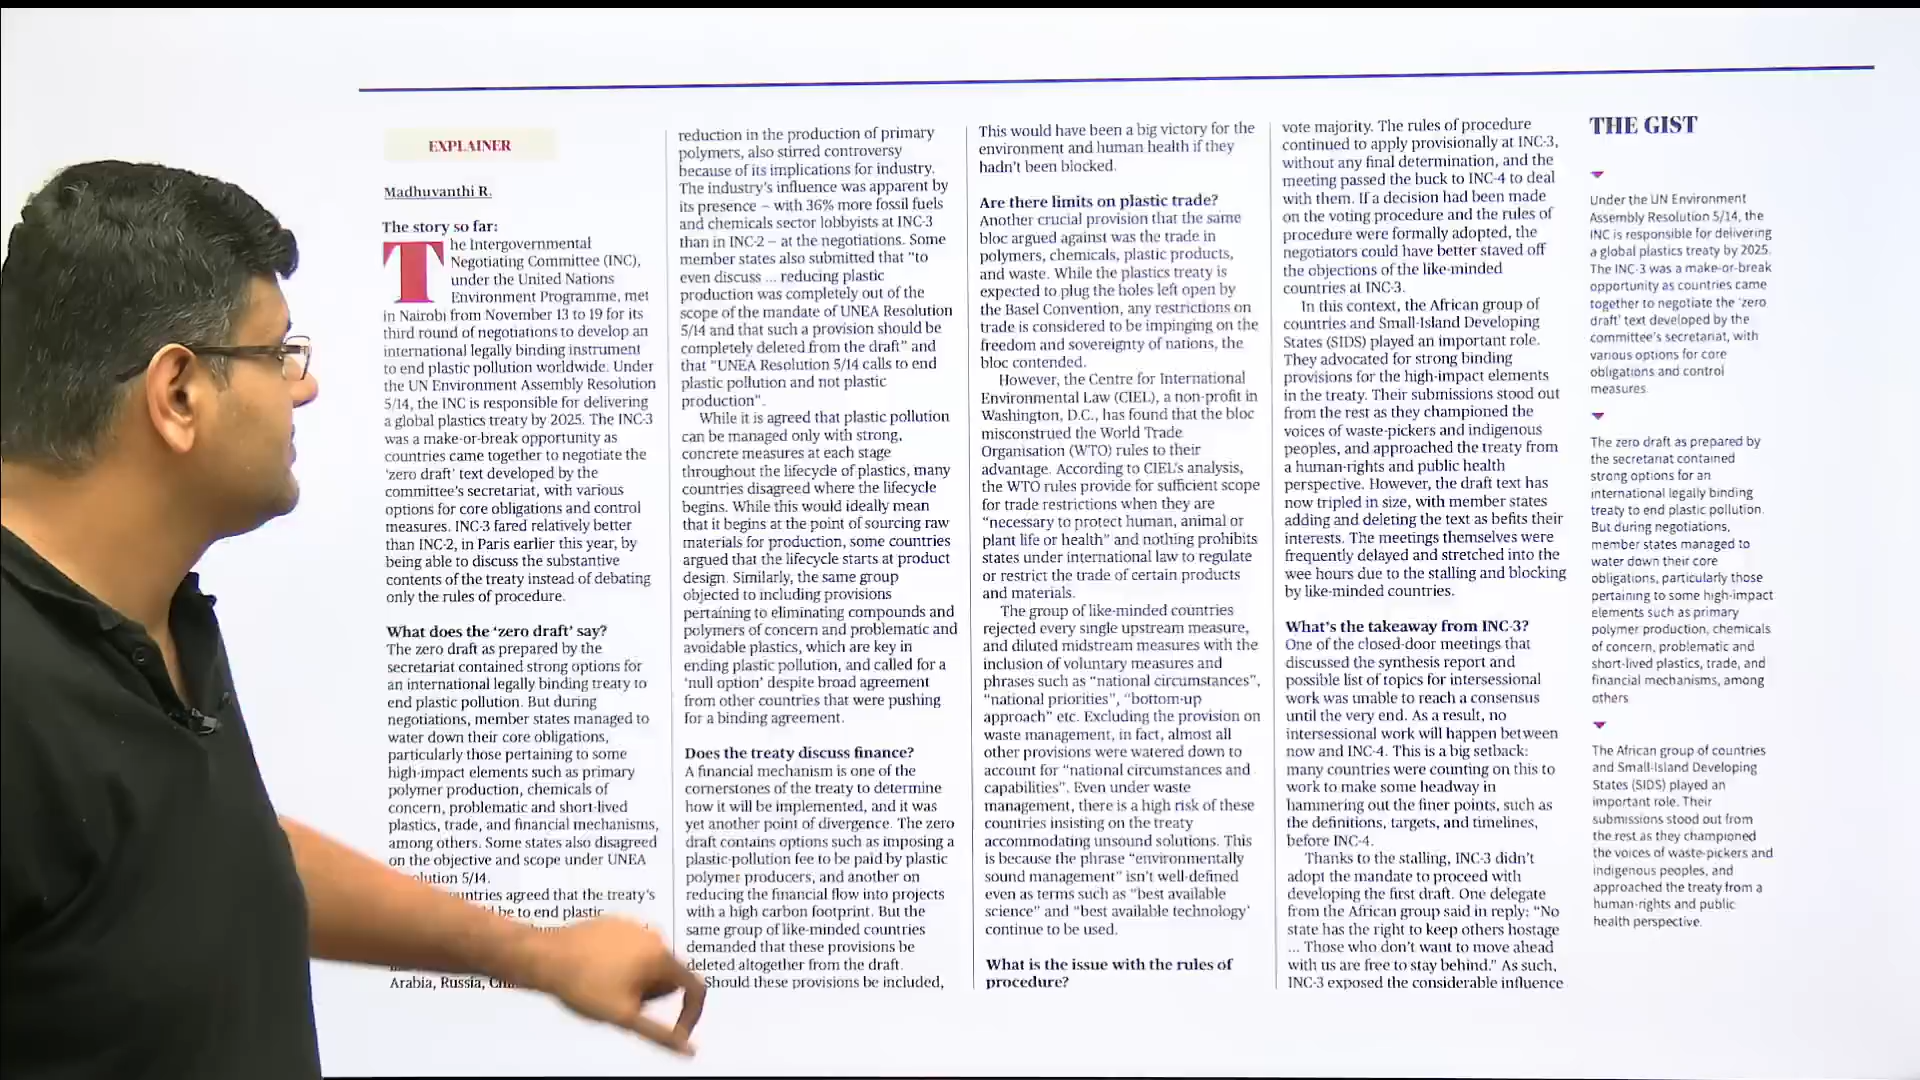 EXPLAINER
Madhuvanthi R.
The story so far:
The Intergovernmental
Negotiating Committee (INC),
under the United Nations
Environment Programme, met
in Nairobi from November 13 to 19 for its
third round of negotiations to develop an
international legally binding instrument
to end plastic pollution worldwide. Under
the UN Environment Assembly Resolution
5/14, the INC is responsible for delivering
a global plastics treaty by 2025. The INC-3
was a make-or-break opportunity as
countries came together to negotiate the
‘zero draft’ text developed by the
committee’s secretariat, with various
options for core obligations and control
measures. INC-3 fared relatively better
than INC-2, in Paris earlier this year, by
being able to discuss the substantive
contents of the treaty instead of debating
only the rules of procedure.
What does the ‘zero draft’ say?
The zero draft as prepared by the
secretariat contained strong options for
an international legally binding treaty to
end plastic pollution. But during
negotiations, member states managed to
water down their core obligations,
particularly those pertaining to some
high-impact elements such as primary
polymer production, chemicals of
concern, problematic and short-lived
plastics, trade, and financial mechanisms,
among others. Some states also disagreed
on the objective and scope under UNEA
olution 5/14.
untries agreed that the treaty’s
be to end plastic
Arabia, Russia,
reduction in the production of primary
polymers, also stirred controversy
because of its implications for industry.
The industry’s influence was apparent by
its presence – with 36% more fossil fuels
and chemicals sector lobbyists at INC-3
than in INC-2 – at the negotiations. Some
member states also submitted that “to
even discuss ... reducing plastic
production was completely out of the
scope of the mandate of UNEA Resolution
5/14 and that such a provision should be
completely deleted from the draft” and
that “UNEA Resolution 5/14 calls to end
plastic pollution and not plastic
production”.
While it is agreed that plastic pollution
can be managed only with strong,
concrete measures at each stage
throughout the lifecycle of plastics, many
countries disagreed where the lifecycle
begins. While this would ideally mean
that it begins at the point of sourcing raw
materials for production, some countries
argued that the lifecycle starts at product
design. Similarly, the same group
objected to including provisions
pertaining to eliminating compounds and
polymers of concern and problematic and
avoidable plastics, which are key in
ending plastic pollution, and called for a
‘null option’ despite broad agreement
from other countries that were pushing
for a binding agreement.
Does the treaty discuss finance?
A financial mechanism is one of the
cornerstones of the treaty to determine
how it will be implemented, and it was
yet another point of divergence. The zero
draft contains options such as imposing a
plastic-pollution fee to be paid by plastic
polymer producers, and another on
reducing the financial flow into projects
with a high carbon footprint. But the
same group of like-minded countries
demanded that these provisions be
deleted altogether from the draft.
Should these provisions be included,
This would have been a big victory for the
environment and human health if they
hadn’t been blocked.
Are there limits on plastic trade?
Another crucial provision that the same
bloc argued against was the trade in
polymers, chemicals, plastic products,
and waste. While the plastics treaty is
expected to plug the holes left open by
the Basel Convention, any restrictions on
trade is considered to be impinging on the
freedom and sovereignty of nations, the
bloc contended.
However, the Centre for International
Environmental Law (CIEL), a non-profit in
Washington, D.C., has found that the bloc
misconstrued the World Trade
Organisation (WTO) rules to their
advantage. According to CIEL’s analysis,
the WTO rules provide for sufficient scope
for trade restrictions when they are
“necessary to protect human, animal or
plant life or health” and nothing prohibits
states under international law to regulate
or restrict the trade of certain products
and materials.
The group of like-minded countries
rejected every single upstream measure,
and diluted midstream measures with the
inclusion of voluntary measures and
phrases such as “national circumstances”,
“national priorities”, “bottom-up
approach” etc. Excluding the provision on
waste management, in fact, almost all
other provisions were watered down to
account for “national circumstances and
capabilities”. Even under waste
management, there is a high risk of these
countries insisting on the treaty
accommodating unsound solutions. This
is because the phrase “environmentally
sound management” isn’t well-defined
even as terms such as “best available
science” and “best available technology’
continue to be used.
What is the issue with the rules of
procedure?
vote majority. The rules of procedure
continued to apply provisionally at INC-3,
without any final determination, and the
meeting passed the buck to INC-4 to deal
with them. If a decision had been made
on the voting procedure and the rules of
procedure were formally adopted, the
negotiators could have better staved off
the objections of the like-minded
countries at INC-3.
In this context, the African group of
countries and Small-Island Developing
States (SIDS) played an important role.
They advocated for strong binding
provisions for the high-impact elements
in the treaty. Their submissions stood out
from the rest as they championed the
voices of waste-pickers and indigenous
peoples, and approached the treaty from
a human-rights and public health
perspective. However, the draft text has
now tripled in size, with member states
adding and deleting the text as befits their
interests. The meetings themselves were
frequently delayed and stretched into the
wee hours due to the stalling and blocking
by like-minded countries.
What’s the takeaway from INC-3?
One of the closed-door meetings that
discussed the synthesis report and
possible list of topics for intersessional
work was unable to reach a consensus
until the very end. As a result, no
intersessional work will happen between
now and INC-4. This is a big setback:
many countries were counting on this to
work to make some headway in
hammering out the finer points, such as
the definitions, targets, and timelines,
before INC-4.
Thanks to the stalling, INC-3 didn’t
adopt the mandate to proceed with
developing the first draft. One delegate
from the African group said in reply: “No
state has the right to keep others hostage
... Those who don’t want to move ahead
with us are free to stay behind.” As such,
INC-3 exposed the considerable influence
THE GIST
Under the UN Environment
Assembly Resolution 5/14, the
INC is responsible for delivering
a global plastics treaty by 2025.
The INC-3 was a make-or-break
opportunity as countries came
together to negotiate the ‘zero
draft’ text developed by the
committee’s secretariat, with
various options for core
obligations and control
measures.
The zero draft as prepared by
the secretariat contained
strong options for an
international legally binding
treaty to end plastic pollution.
But during negotiations,
member states managed to
water down their core
obligations, particularly those
pertaining to some high-impact
elements such as primary
polymer production, chemicals
of concern, problematic and
short-lived plastics, trade, and
financial mechanisms, among
others
The African group of countries
and Small-Island Developing
States (SIDS) played an
important role. Their
submissions stood out from
the rest as they championed
the voices of waste-pickers and
indigenous peoples, and
approached the treaty from a
human-rights and public
health perspective.